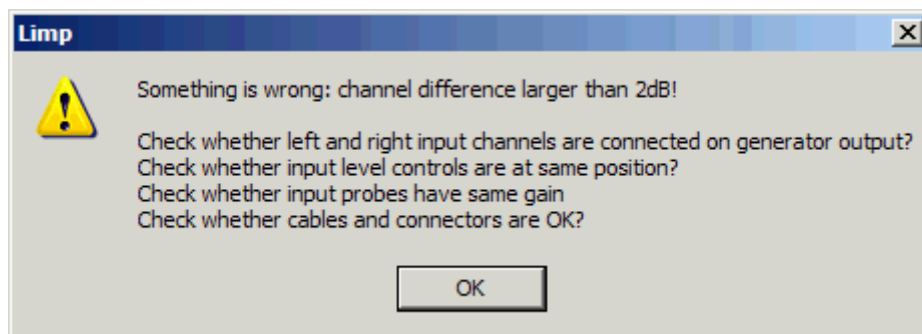 Limp
Something is wrong: channel difference larger than 2dB!
Check whether left and right input channels are connected on generator output?
Check whether input level controls are at same position?
Check whether input probes have same gain
Check whether cables and connectors are OK?
OK